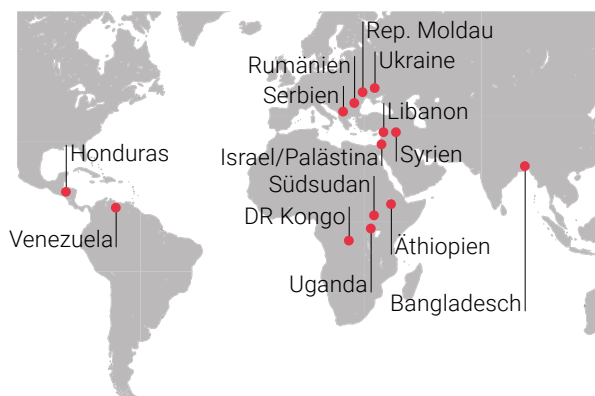 Rep. Moldau
Rumänien
Ukraine
Serbien
Libanon
Honduras
Israel/Palästina
Syrien
Südsudan
DR Kongo
Venezuela
Äthiopien
Uganda
Bangladesch